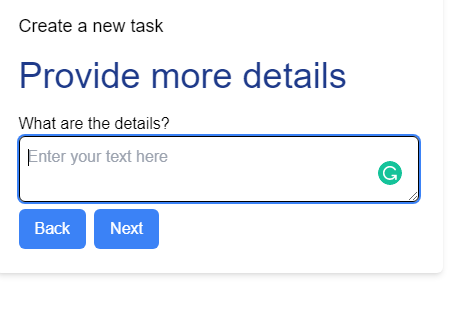 Create a new task
Provide more details
What are the details?
Enter your text here
Back Next